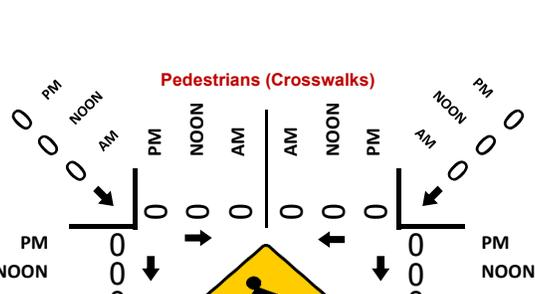 Pedestrians (Crosswalks)
PM NOON AM
0 0 0
PM NOON AM AM NOON PM
0 0 0 0 0 0
PM NOON AM
0 0 0
PM 0 0 PM
NOON 0 0 NOON